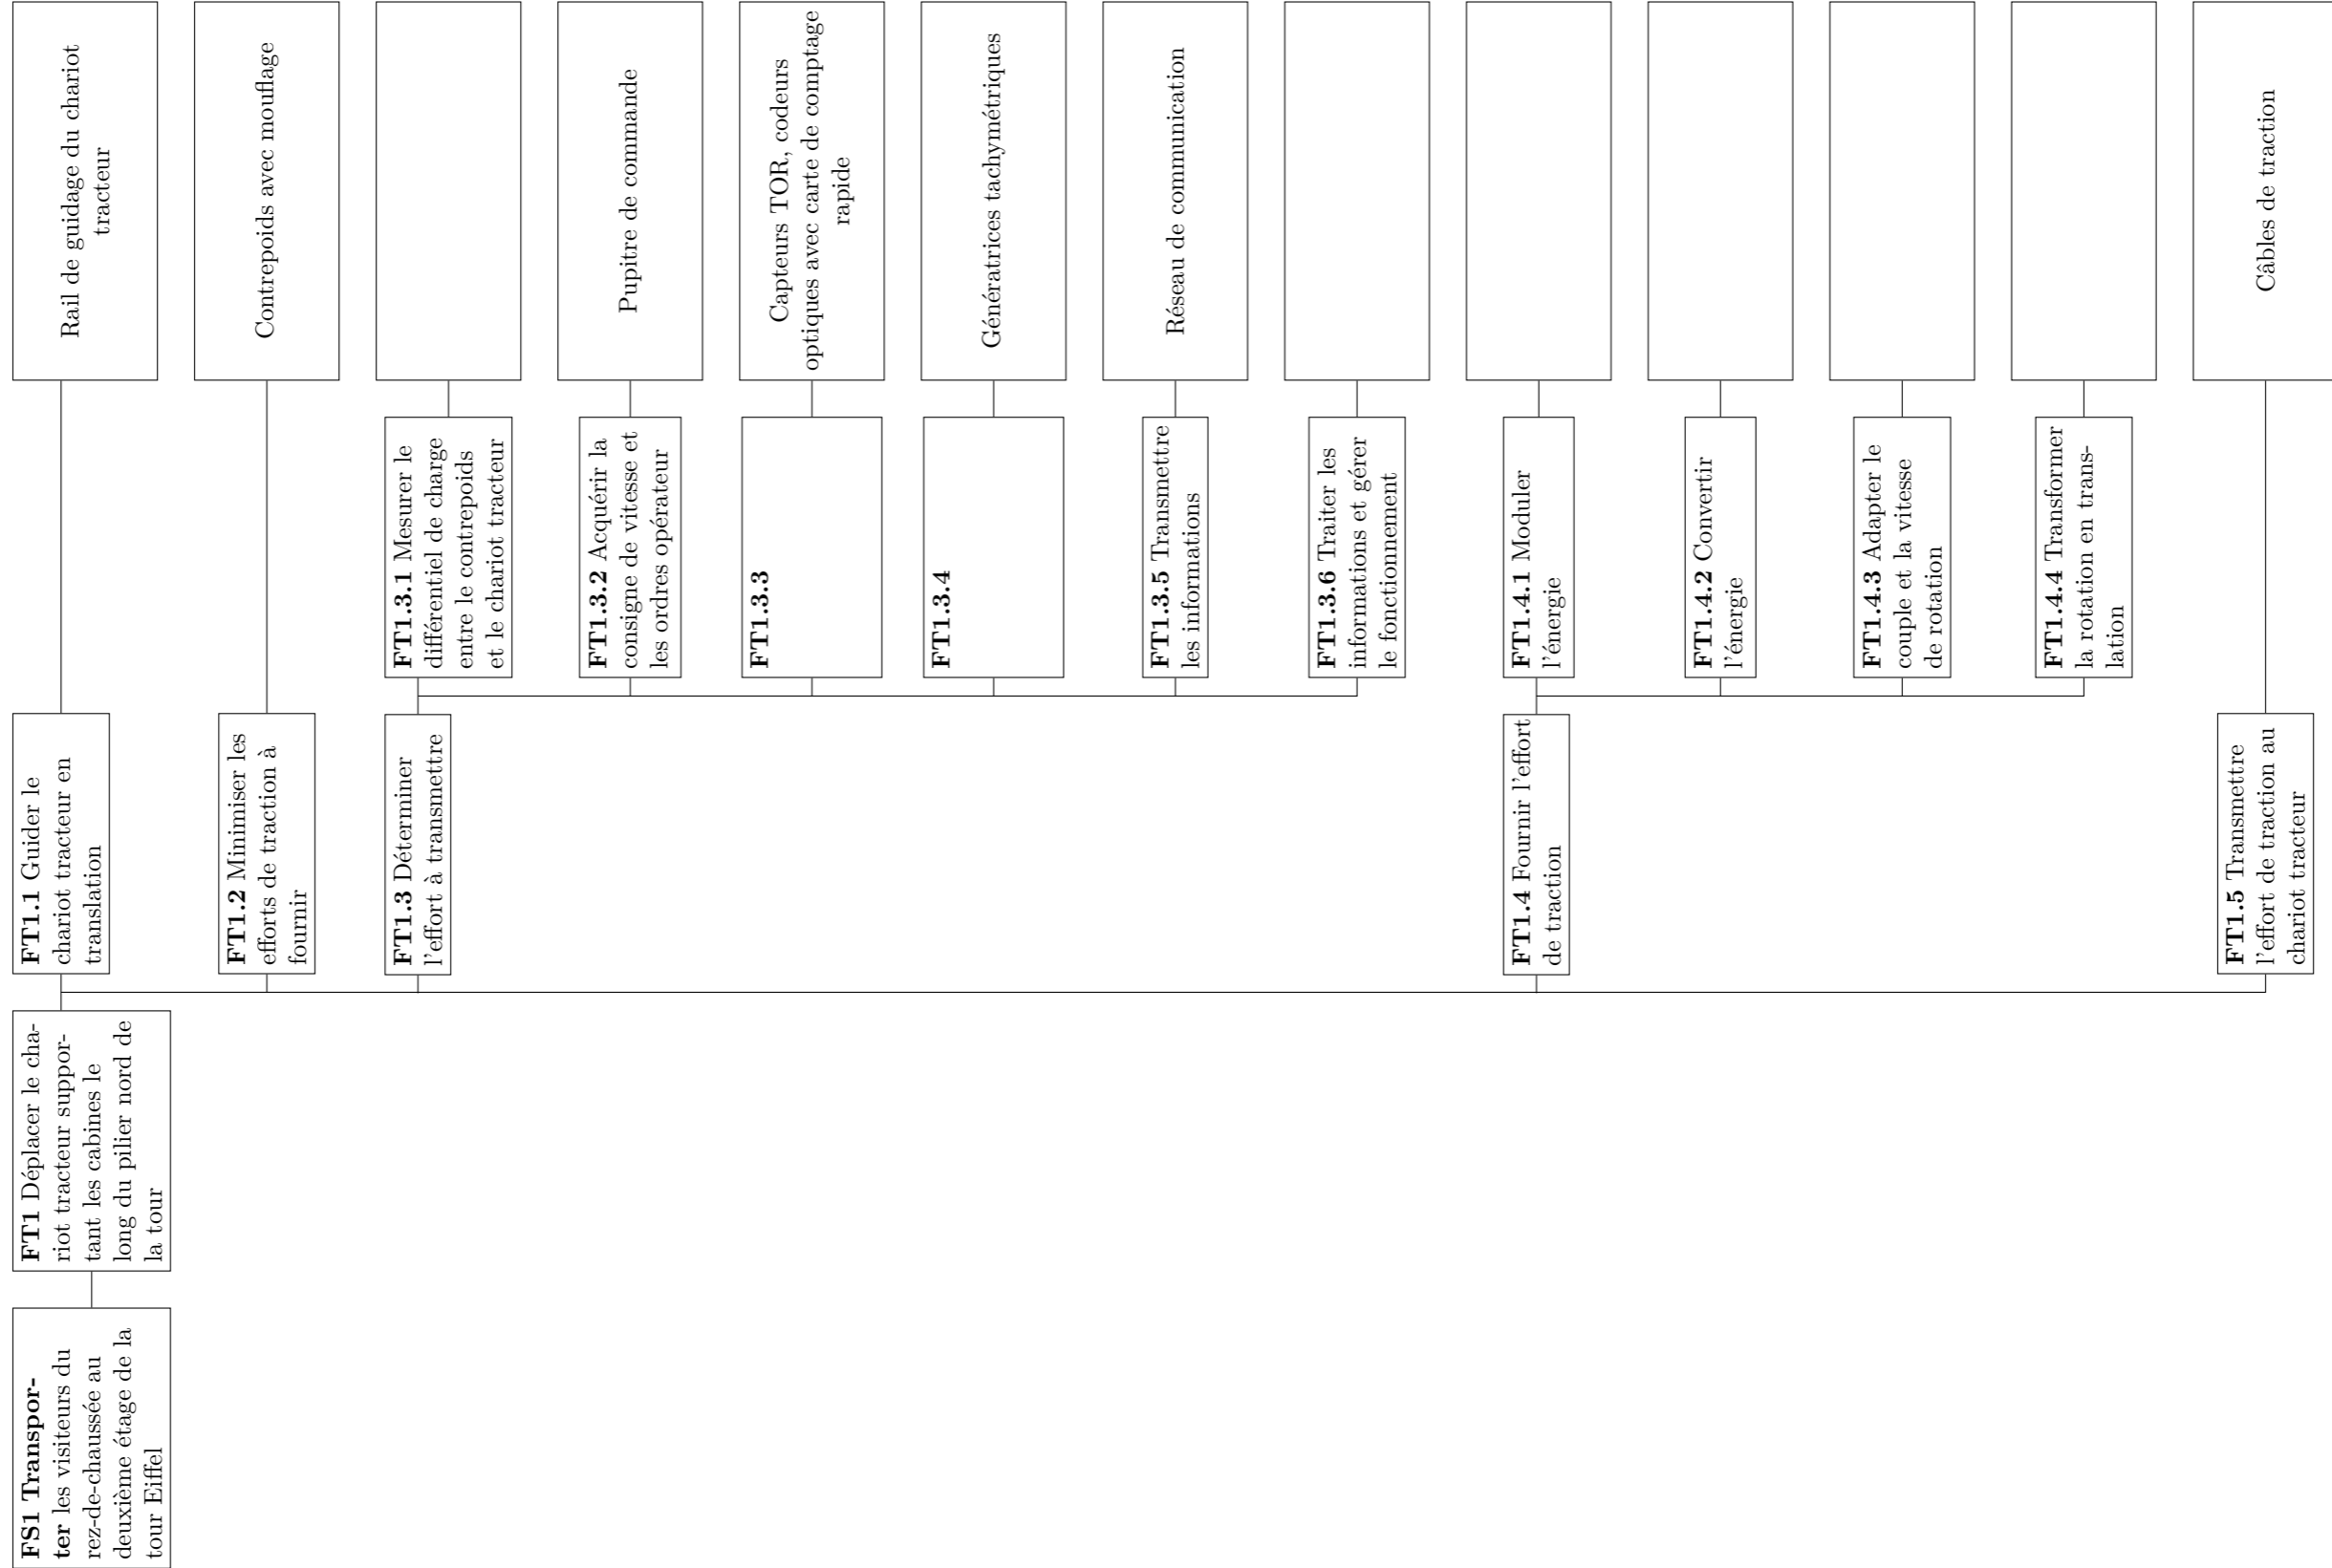 FS1 Transpor-
ter les visiteurs du
rez-de-chaussée au
deuxième étage de la
tour Eiffel
FT1 Déplacer le cha-
riot tracteur suppor-
tant les cabines le
long du pilier nord de
la tour
FT1.1 Guider le
chariot tracteur en
translation
Rail de guidage du chariot
tracteur
FT1.2 Minimiser les
efforts de traction à
fournir
Contrepoids avec mouflage
FT1.3 Déterminer
l'effort à transmettre
FT1.3.1 Mesurer le
différentiel de charge
entre le contrepoids
et le chariot tracteur
FT1.3.2 Acquérir la
consigne de vitesse et
les ordres opérateur
Pupitre de commande
FT1.3.3
Capteurs TOR, codeurs
optiques avec carte de comptage
rapide
FT1.3.4
Génératrices tachymétriques
FT1.3.5 Transmettre
les informations
Réseau de communication
FT1.3.6 Traiter les
informations et gérer
le fonctionnement
FT1.4 Fournir l'effort
de traction
FT1.4.1 Moduler
l'énergie
FT1.4.2 Convertir
l'énergie
FT1.4.3 Adapter le
couple et la vitesse
de rotation
FT1.4.4 Transformer
la rotation en trans-
lation
FT1.5 Transmettre
l'effort de traction au
chariot tracteur
Câbles de traction